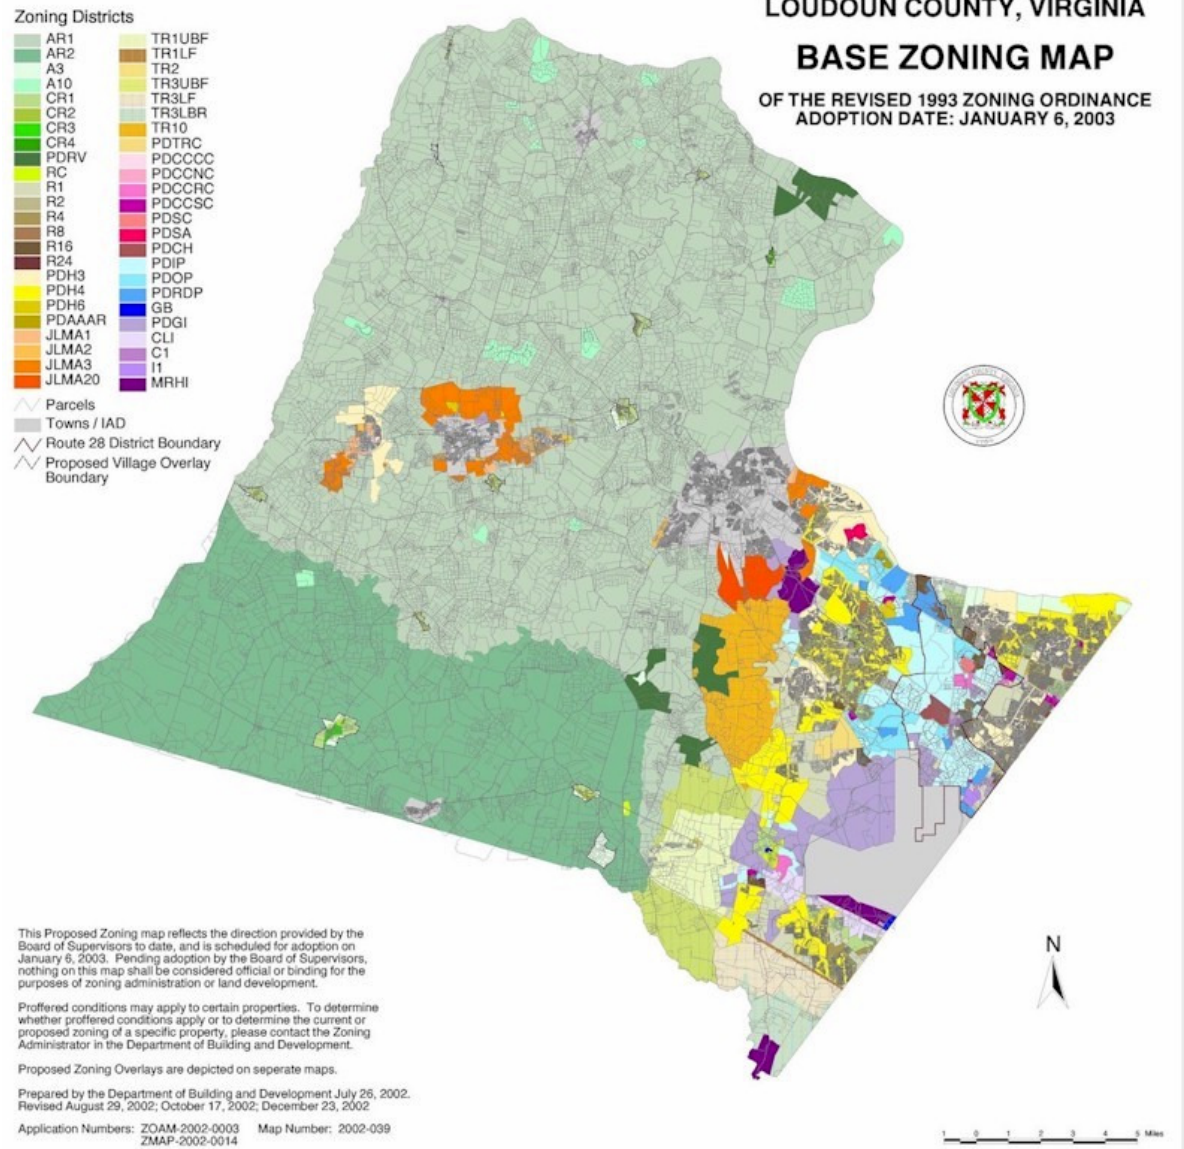 Zoning Districts
AR1
AR2
A3
A10
CR1
CR2
CR3
CR4
PDRV
RC
R1
R2
R4
R8
R16
R24
PDH3
PDH4
PDH6
PDAAAR
JLMA1
JLMA2
JLMA3
JLMA20
TR1UBF
TR1LF
TR2
TR3UBF
TR3LF
TR3LBR
TR10
PDTRC
PDCCCC
PDCCNC
PDCCRC
PDCCSC
PDSC
PDSA
PDCH
PDIP
PDOP
PDRDP
GB
PDGI
CLI
C1
I1
MRHI
Parcels
Towns / IAD
Route 28 District Boundary
Proposed Village Overlay
Boundary
LOUDOUN COUNTY, VIRGINIA
BASE ZONING MAP
OF THE REVISED 1993 ZONING ORDINANCE
ADOPTION DATE: JANUARY 6, 2003
This Proposed Zoning map reflects the direction provided by the
Board of Supervisors to date, and is scheduled for adoption on
January 6, 2003. Pending adoption by the Board of Supervisors,
nothing on this map shall be considered official or binding for the
purposes of zoning administration or land development.
Proffered conditions may apply to certain properties. To determine
whether proffered conditions apply or to determine the current or
proposed zoning of a specific property, please contact the Zoning
Administrator in the Department of Building and Development.
Proposed Zoning Overlays are depicted on seperate maps.
Prepared by the Department of Building and Development July 26, 2002.
Revised August 29, 2002; October 17, 2002; December 23, 2002
Application Numbers: ZOAM-2002-0003 Map Number: 2002-039
ZMAP-2002-0014
N
1 0 1 2 3 4 5 Miles